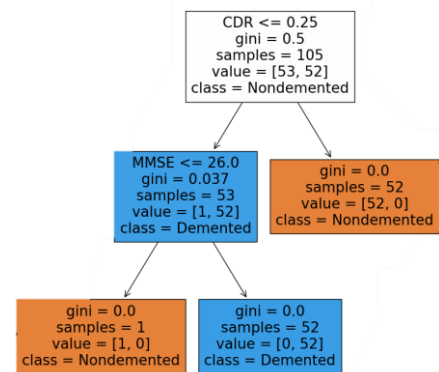 CDR <= 0.25
gini = 0.5
samples = 105
value = [53, 52]
class = Nondemented
MMSE <= 26.0
gini = 0.037
samples = 53
value = [1, 52]
class = Demented
gini = 0.0
samples = 52
value = [52, 0]
class = Nondemented
gini = 0.0
samples = 1
value = [1, 0]
class = Nondemented
gini = 0.0
samples = 52
value = [0, 52]
class = Demented